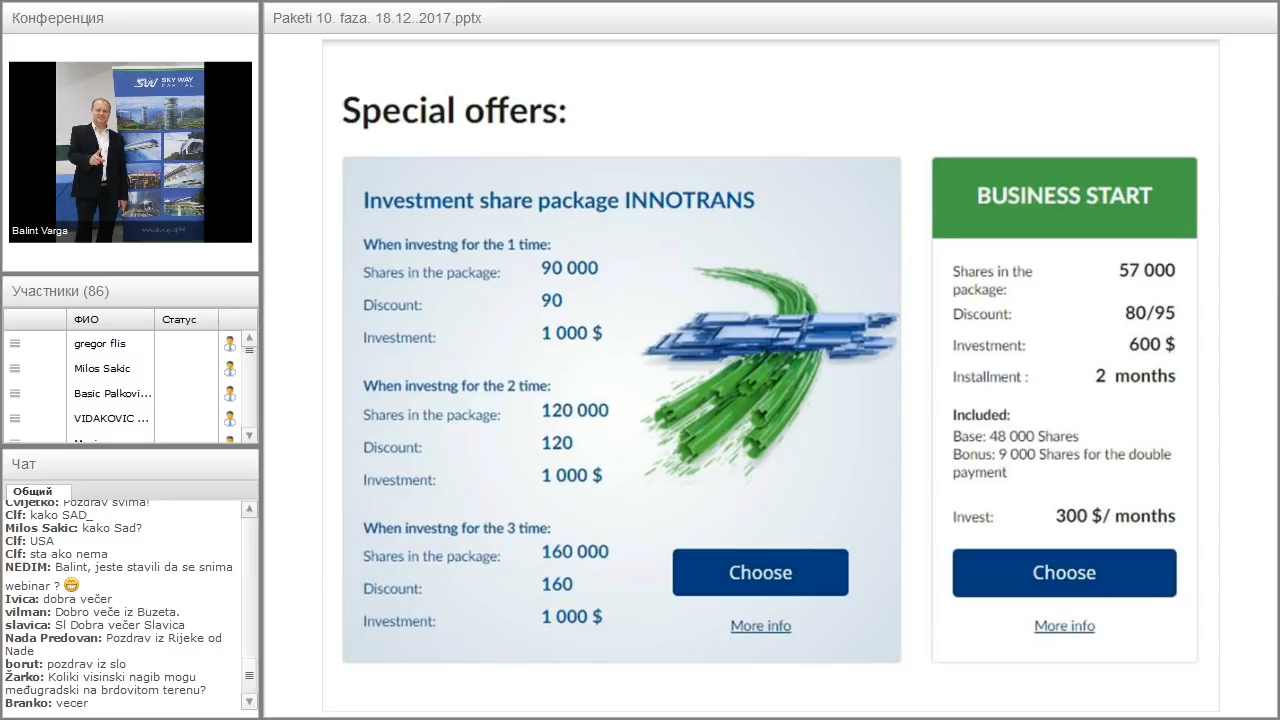 Конференция
SW SKY WAY
CAPITAL
Balint Varga
Участники (86)
ФИО Статус
gregor flis
Milos Sakic
Basic Palkovi...
VIDAKOVIC ...
Чат
Общий
Cvijetko: Pozdrav svima!
Clf: kako SAD_
Milos Sakic: kako Sad?
Clf: USA
Clf: sta ako nema
NEDIM: Balint, jeste stavili da se snima
webinar ?
Ivica: dobra večer
vilman: Dobro veče iz Buzeta.
slavica: Sl Dobra večer Slavica
Nada Predovan: Pozdrav iz Rijeke od
Nade
borut: pozdrav iz slo
Žarko: Koliki visinski nagib mogu
međugradski na brdovitom terenu?
Branko: vecer
Paketi 10. faza. 18.12..2017.pptx
Special offers:
Investment share package INNOTRANS
When investng for the 1 time:
Shares in the package: 90 000
Discount: 90
Investment: 1 000 $
When investng for the 2 time:
Shares in the package: 120 000
Discount: 120
Investment: 1 000 $
When investng for the 3 time:
Shares in the package: 160 000
Discount: 160
Investment: 1 000 $
Choose
More info
BUSINESS START
Shares in the 57 000
package:
Discount: 80/95
Investment: 600 $
Installment : 2 months
Included:
Base: 48 000 Shares
Bonus: 9 000 Shares for the double
payment
Invest: 300 $/ months
Choose
More info